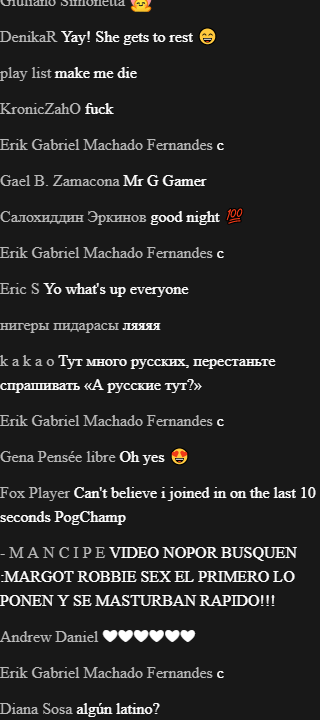 Giuliano Simonetta 🤗
DenikaR Yay! She gets to rest 😄
play list make me die
KronicZahO fuck
Erik Gabriel Machado Fernandes c
Gael B. Zamacona Mr G Gamer
Салохиддин Эркинов good night 💯
Erik Gabriel Machado Fernandes c
Eric S Yo what's up everyone
нигеры пидарасы ляяяя
k a k a o Тут много русских, перестаньте
спрашивать «А русские тут?»
Erik Gabriel Machado Fernandes c
Gena Pensée libre Oh yes 😍
Fox Player Can't believe i joined in on the last 10
seconds PogChamp
- M A N C I P E VIDEO NOPOR BUSQUEN
:MARGOT ROBBIE SEX EL PRIMERO LO
PONEN Y SE MASTURBAN RAPIDO!!!
Andrew Daniel 🤍🤍🤍🤍🤍🤍
Erik Gabriel Machado Fernandes c
Diana Sosa algún latino?